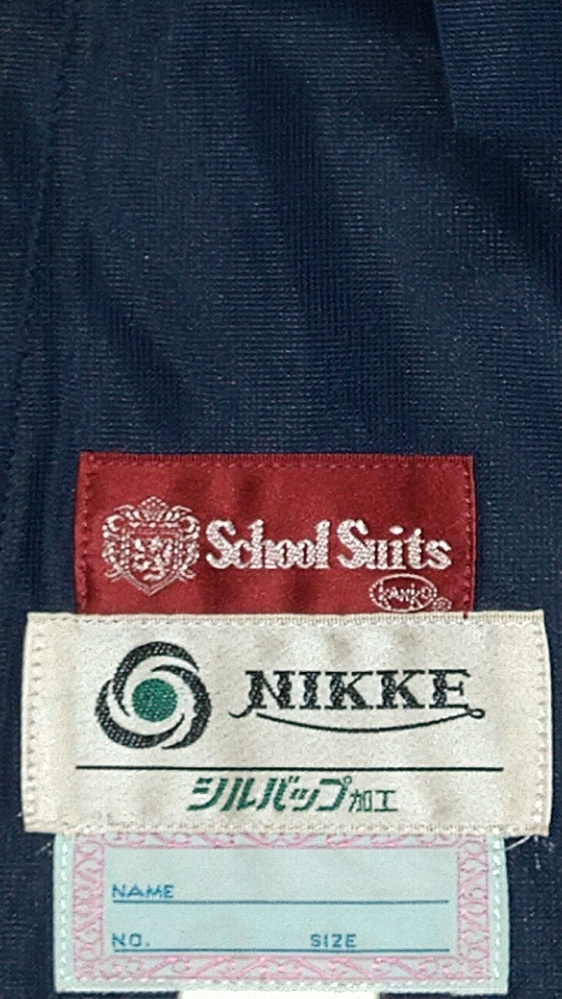 School Suits
KANKO ®
NIKKE
シルバップ加工
NAME
NO. SIZE